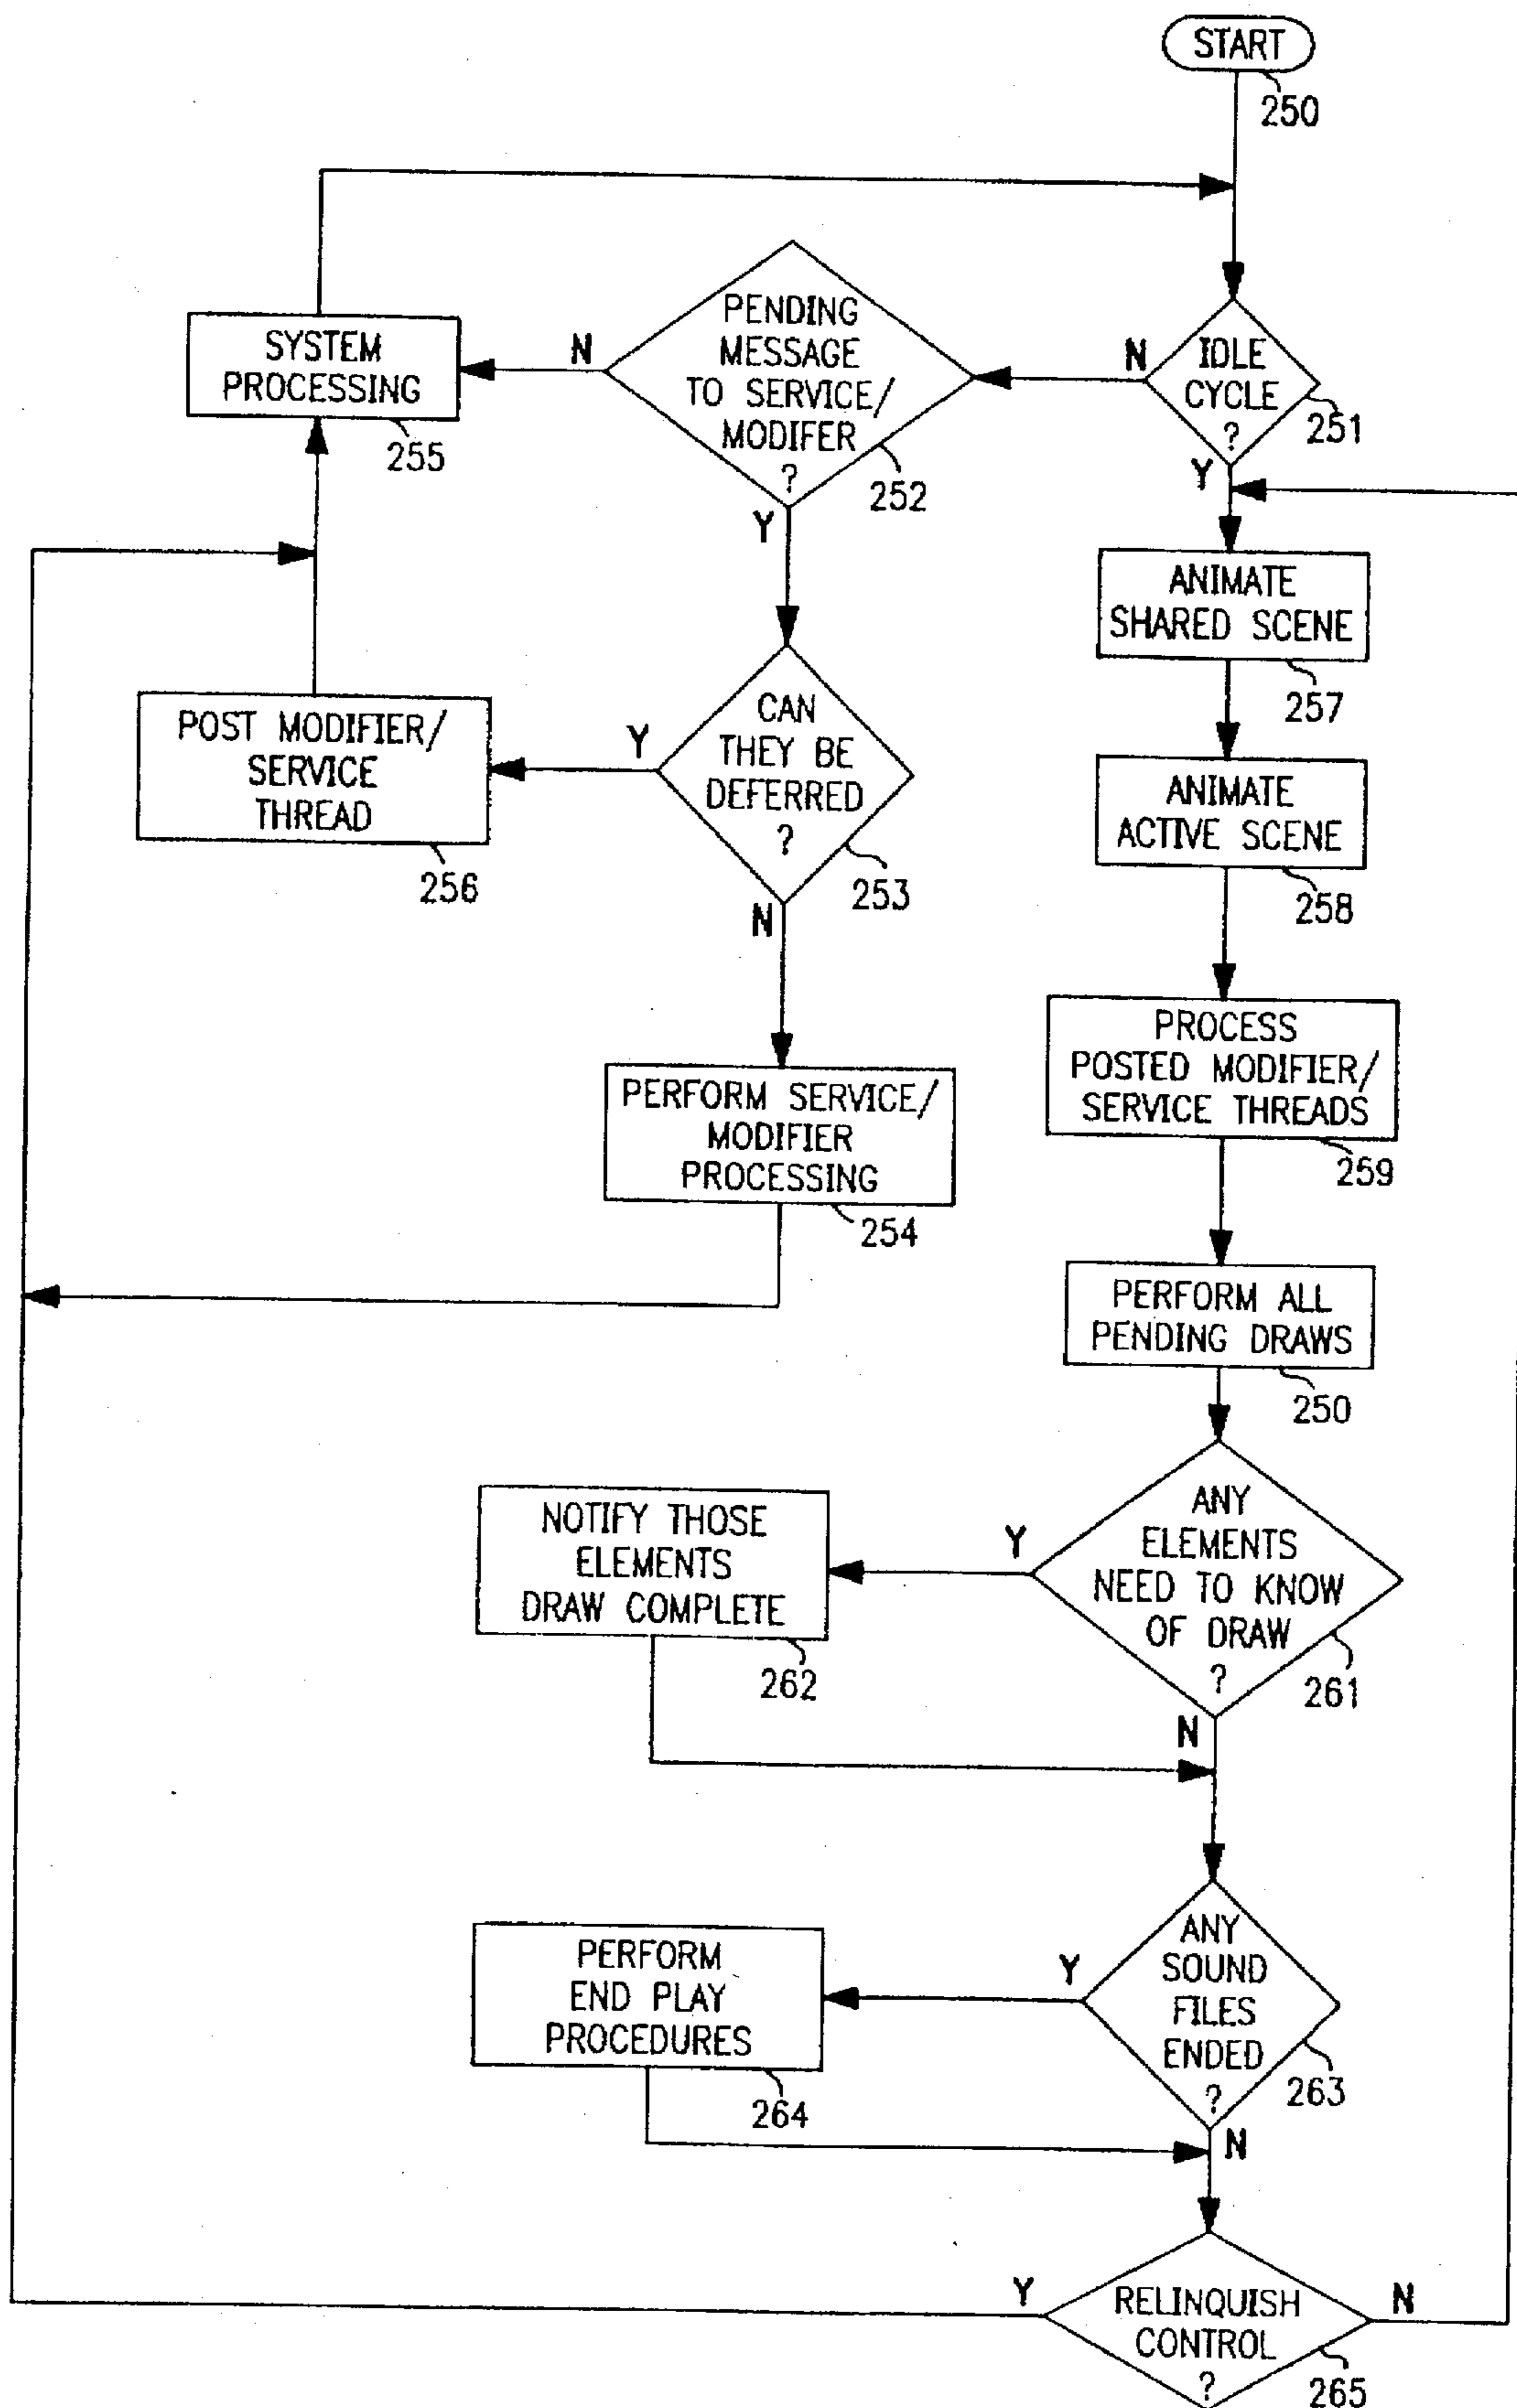 START
250
IDLE
CYCLE
?
251
N
Y
PENDING
MESSAGE
TO SERVICE/
MODIFER
?
252
N
Y
SYSTEM
PROCESSING
255
CAN
THEY BE
DEFERRED
?
253
Y
N
POST MODIFIER/
SERVICE
THREAD
256
PERFORM SERVICE/
MODIFIER
PROCESSING
254
ANIMATE
SHARED SCENE
257
ANIMATE
ACTIVE SCENE
258
PROCESS
POSTED MODIFIER/
SERVICE THREADS
259
PERFORM ALL
PENDING DRAWS
250
ANY
ELEMENTS
NEED TO KNOW
OF DRAW
?
261
Y
N
NOTIFY THOSE
ELEMENTS
DRAW COMPLETE
262
ANY
SOUND
FILES
ENDED
?
263
Y
N
PERFORM
END PLAY
PROCEDURES
264
RELINQUISH
CONTROL
?
265
Y
N